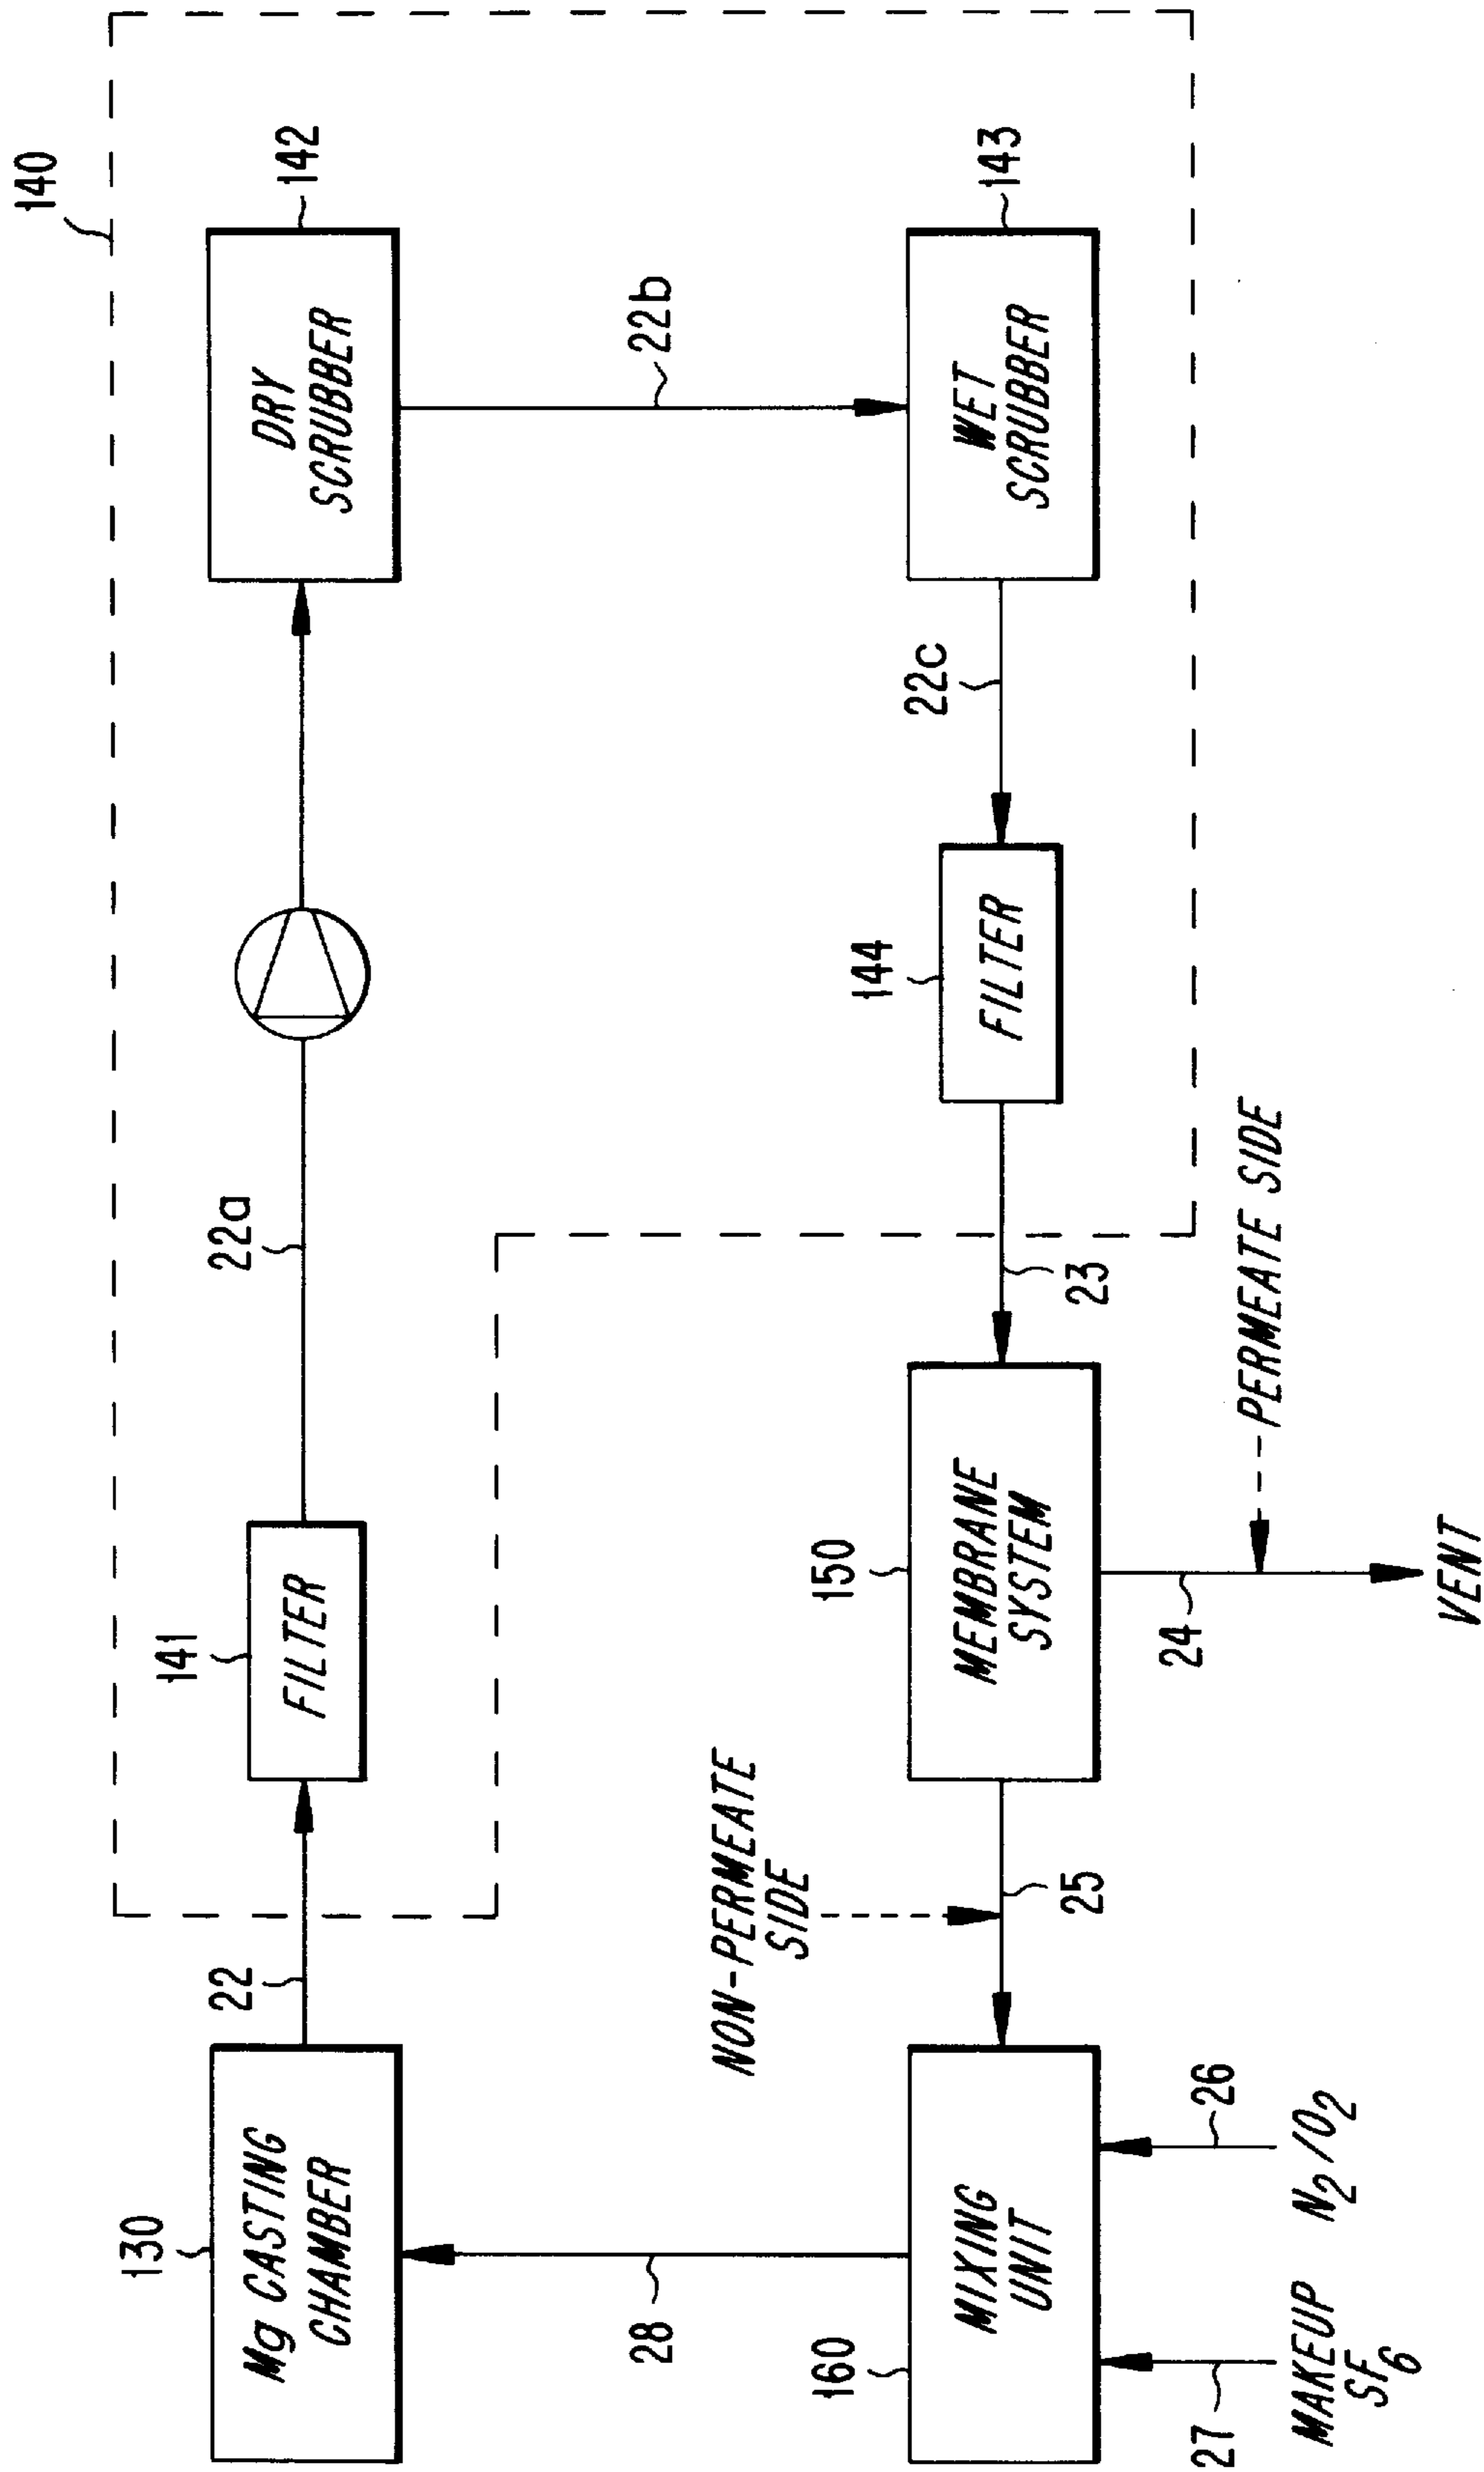 140
142
DRY
SCRUBBER
22b
143
WET
SCRUBBER
22a
22c
144
FILTER
141
FILTER
23
PERMEATE SIDE
150
MEMBRANE
SYSTEM
24
VENT
22
NON-PERMEATE
SIDE
25
130
Mg CASTING
CHAMBER
28
160
MIXING
UNIT
26
N2/O2
27
MAKEUP
SF6